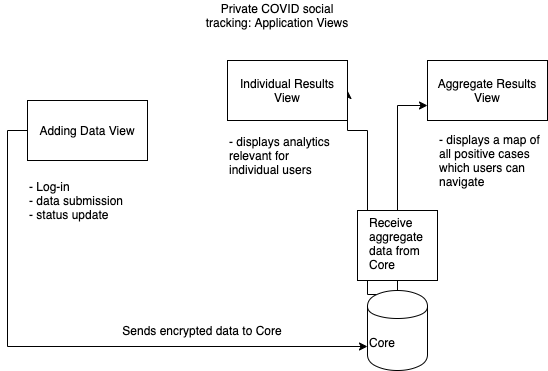 Private COVID social
tracking: Application Views
Individual Results
View
Aggregate Results
View
Adding Data View
- displays analytics
relevant for
individual users
- displays a map of
all positive cases
which users can
navigate
- Log-in
- data submission
- status update
Receive
aggregate
data from
Core
Sends encrypted data to Core
Core